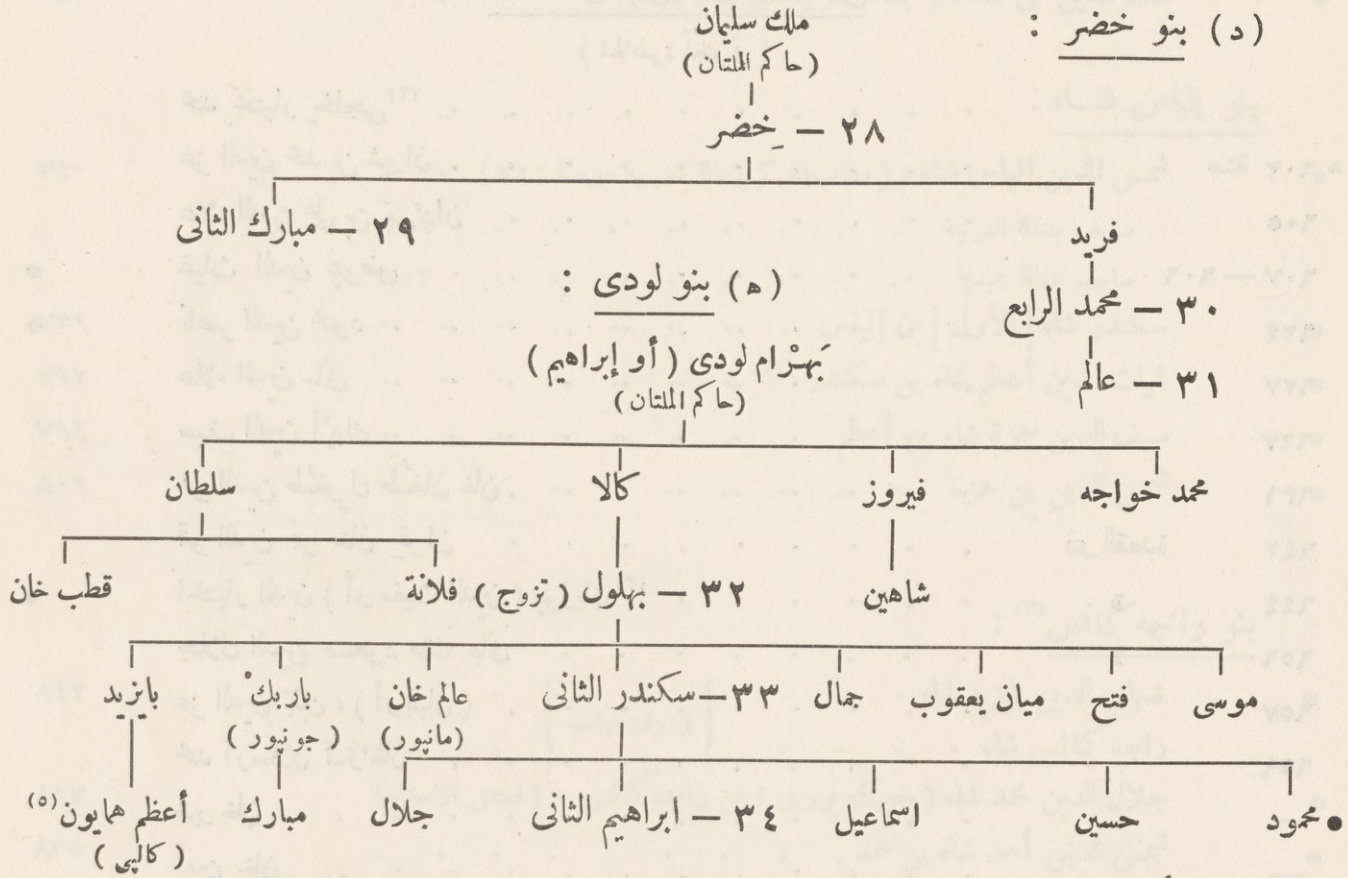 (د) بنو خضر :
ملك سليمان
(حاكم الملتان)
٢٨ — خِضر
فريد
٢٩ — مبارك الثانى
٣٠ — محمد الرابع
٣١ — عالم
(ه) بنو لودى :
بَهْرام لودى (أو إبراهيم)
(حاكم الملتان)
محمد خواجه
فيروز
كالا
سلطان
شاهين
٣٢ — بهلول (تزوج) فلانة
قطب خان
موسى
فتح
ميان يعقوب
جمال
٣٣ — سكندر الثانى
عالم خان
(مانپور)
باربكْ
(جونپور)
بايزيد
• محمود
حسين
اسماعيل
٣٤ — ابراهيم الثانى
جلال
مبارك
أعظم همايون (٥)
(كالپى)